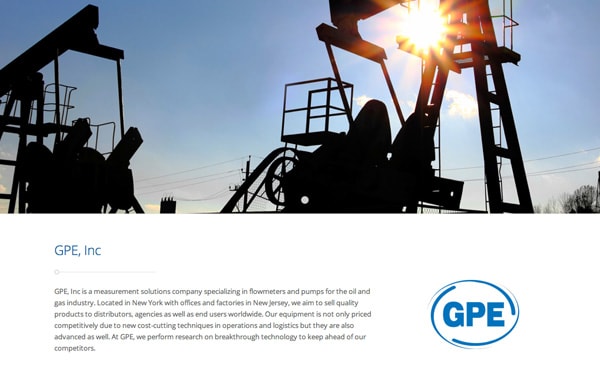 GPE, Inc
GPE, Inc is a measurement solutions company specializing in flowmeters and pumps for the oil and
gas industry. Located in New York with offices and factories in New Jersey, we aim to sell quality
products to distributors, agencies as well as end users worldwide. Our equipment is not only priced
competitively due to new cost-cutting techniques in operations and logistics but they are also
advanced as well. At GPE, we perform research on breakthrough technology to keep ahead of our
competitors.
GPE